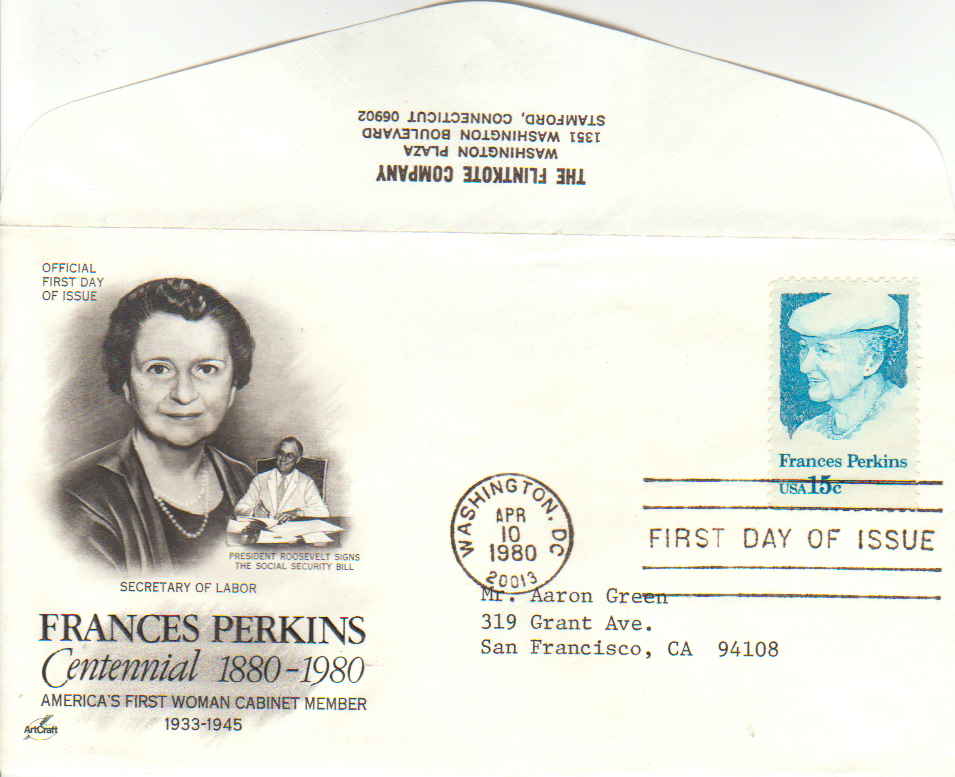 THE FLINTKOTE COMPANY
WASHINGTON PLAZA
1351 WASHINGTON BOULEVARD
STAMFORD, CONNECTICUT 06902
OFFICIAL
FIRST DAY
OF ISSUE
PRESIDENT ROOSEVELT SIGNS
THE SOCIAL SECURITY BILL
SECRETARY OF LABOR
FRANCES PERKINS
Centennial 1880-1980
AMERICA'S FIRST WOMAN CABINET MEMBER
1933-1945
ArtCraft
Frances Perkins
USA 15c
WASHINGTON, DC
APR
10
1980
20013
FIRST DAY OF ISSUE
Mr. Aaron Green
319 Grant Ave.
San Francisco, CA 94108